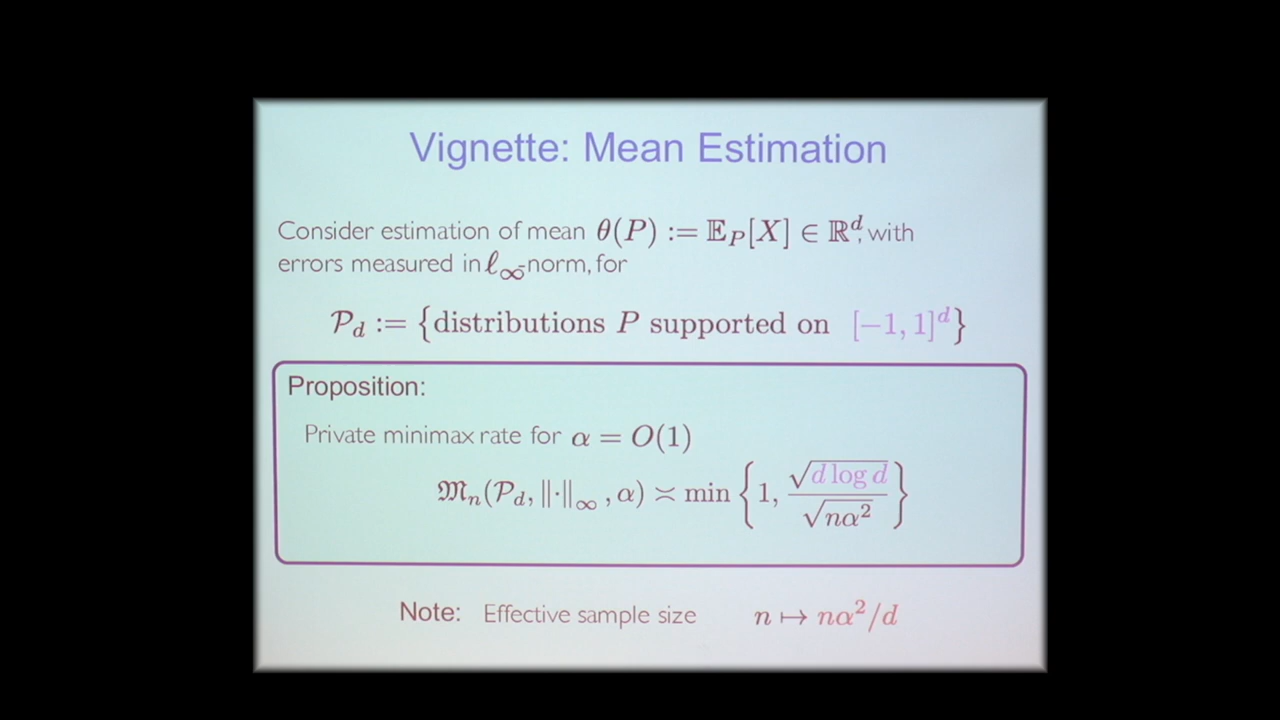 Vignette: Mean Estimation
Consider estimation of mean θ(P) := 𝔼_P[X] ∈ ℝ^d, with
errors measured in ℓ_∞-norm, for
𝒫_d := {distributions P supported on [−1, 1]^d}
Proposition:
Private minimax rate for α = O(1)
𝔐_n(𝒫_d, ‖·‖_∞, α) ≍ min {1, √(d log d) / √(nα²)}
Note: Effective sample size n ↦ nα²/d